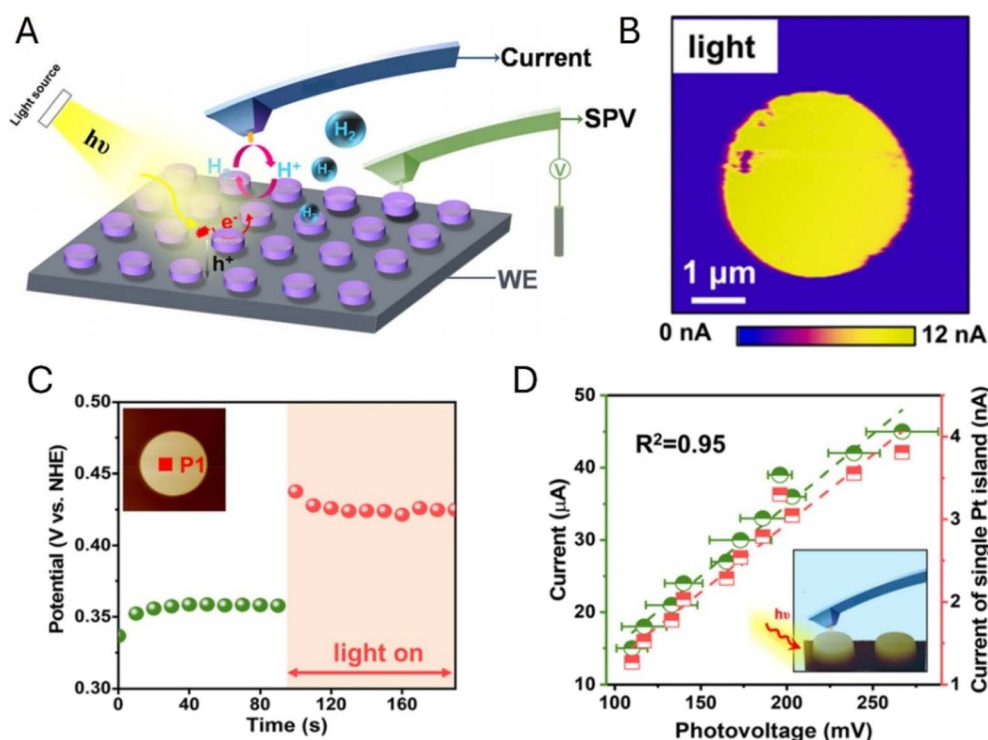 A
Light source
hυ
Current
SPV
V
H₂
H⁺
H₂
e⁻
h⁺
WE
B
light
1 μm
0 nA
12 nA
C
Potential (V vs. NHE)
0.50
0.45
0.40
0.35
0.30
P1
light on
0
40
80
120
160
Time (s)
D
Current (μA)
50
40
30
20
10
R²=0.95
hυ
Current of single Pt island (nA)
4
3
2
1
50
100
150
200
250
Photovoltage (mV)